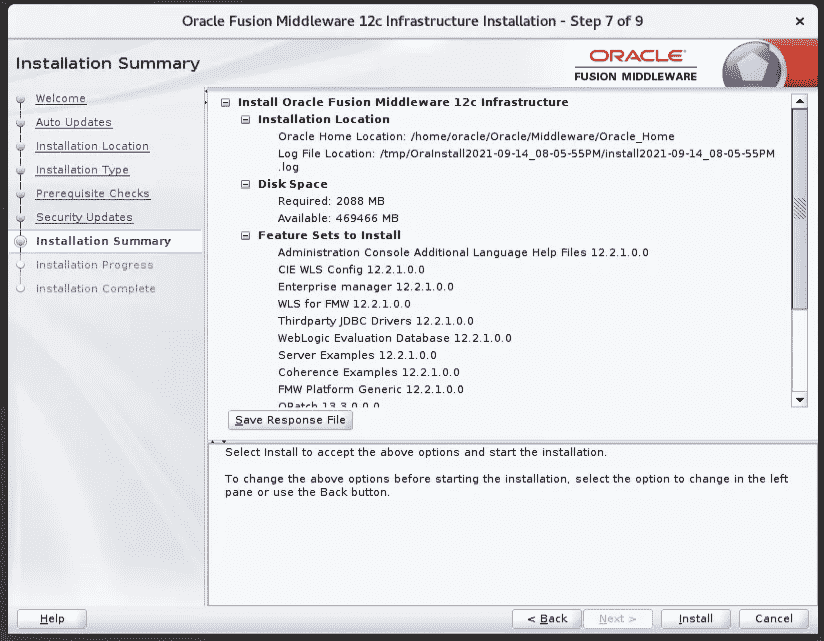 Oracle Fusion Middleware 12c Infrastructure Installation - Step 7 of 9
Installation Summary
ORACLE
FUSION MIDDLEWARE
Welcome
Auto Updates
Installation Location
Installation Type
Prerequisite Checks
Security Updates
Installation Summary
Installation Progress
Installation Complete
Install Oracle Fusion Middleware 12c Infrastructure
Installation Location
Oracle Home Location: /home/oracle/Oracle/Middleware/Oracle_Home
Log File Location: /tmp/OraInstall2021-09-14_08-05-55PM/install2021-09-14_08-05-55PM
.log
Disk Space
Required: 2088 MB
Available: 469466 MB
Feature Sets to Install
Administration Console Additional Language Help Files 12.2.1.0.0
CIE WLS Config 12.2.1.0.0
Enterprise manager 12.2.1.0.0
WLS for FMW 12.2.1.0.0
Thirdparty JDBC Drivers 12.2.1.0.0
WebLogic Evaluation Database 12.2.1.0.0
Server Examples 12.2.1.0.0
Coherence Examples 12.2.1.0.0
FMW Platform Generic 12.2.1.0.0
OPatch 13.3.0.0.0
Save Response File
Select Install to accept the above options and start the installation.
To change the above options before starting the installation, select the option to change in the left
pane or use the Back button.
Help
< Back
Next >
Install
Cancel